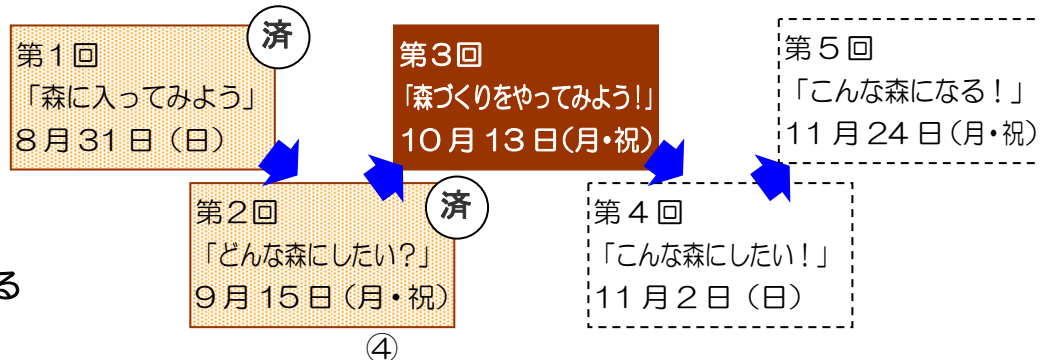 第1回
「森に入ってみよう」
8月31日（日）
済
第2回
「どんな森にしたい？」
9月15日（月・祝）
済
第3回
「森づくりをやってみよう！」
10月13日（月・祝）
第4回
「こんな森にしたい！」
11月2日（日）
第5回
「こんな森になる！」
11月24日（月・祝）
る
④